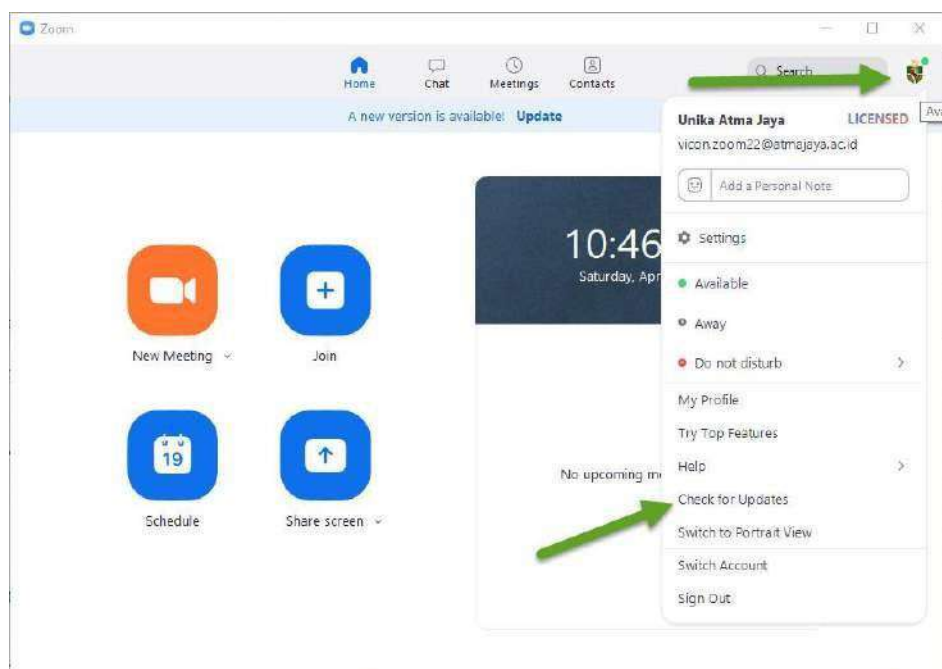 Zoom
Home
Chat
Meetings
Contacts
Search
A new version is available! Update
Unika Atma Jaya
LICENSED
Ava
vicon.zoom22@atmajaya.ac.id
Add a Personal Note
10:46
Saturday, Apr
Settings
Available
Away
Do not disturb
New Meeting
Join
My Profile
Try Top Features
No upcoming me
Help
Check for Updates
19
Schedule
Share screen
Switch to Portrait View
Switch Account
Sign Out